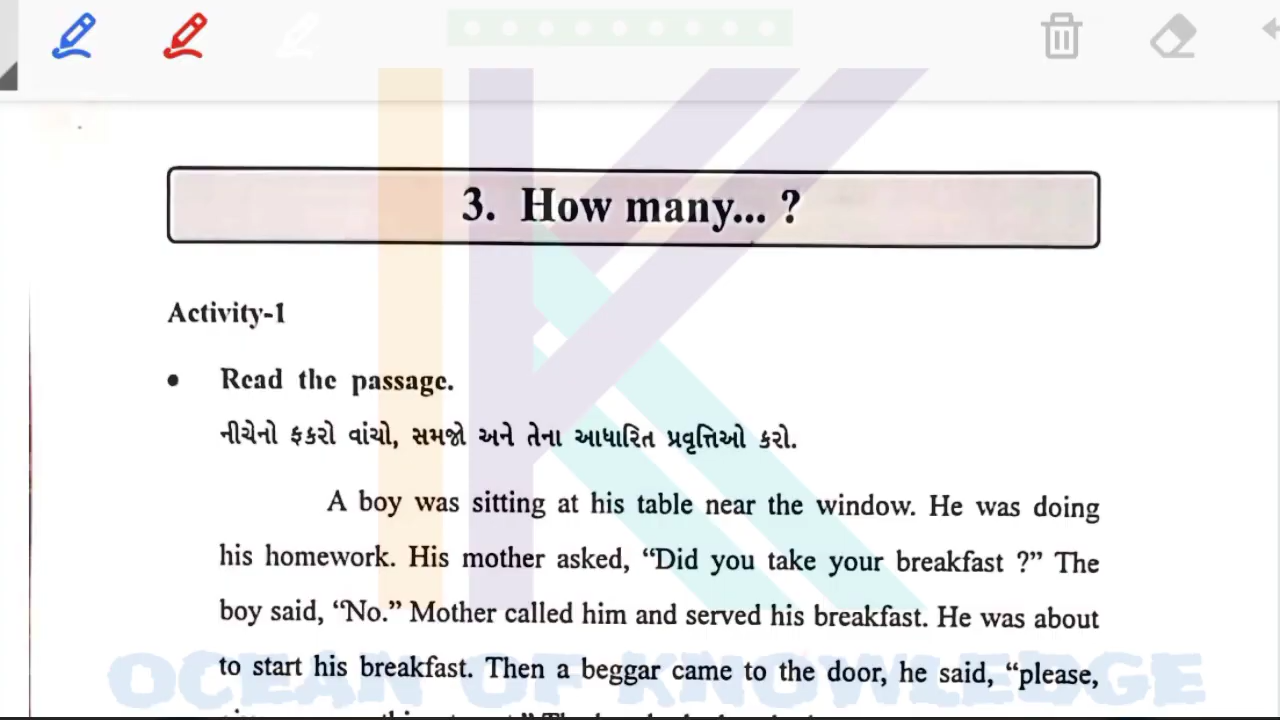 3. How many... ?
Activity-1
• Read the passage.
નીચેનો ફકરો વાંચો, સમજો અને તેના આધારિત પ્રવૃત્તિઓ કરો.
A boy was sitting at his table near the window. He was doing
his homework. His mother asked, “Did you take your breakfast ?” The
boy said, “No.” Mother called him and served his breakfast. He was about
to start his breakfast. Then a beggar came to the door, he said, “please,
OCEAN OF KNOWLEDGE